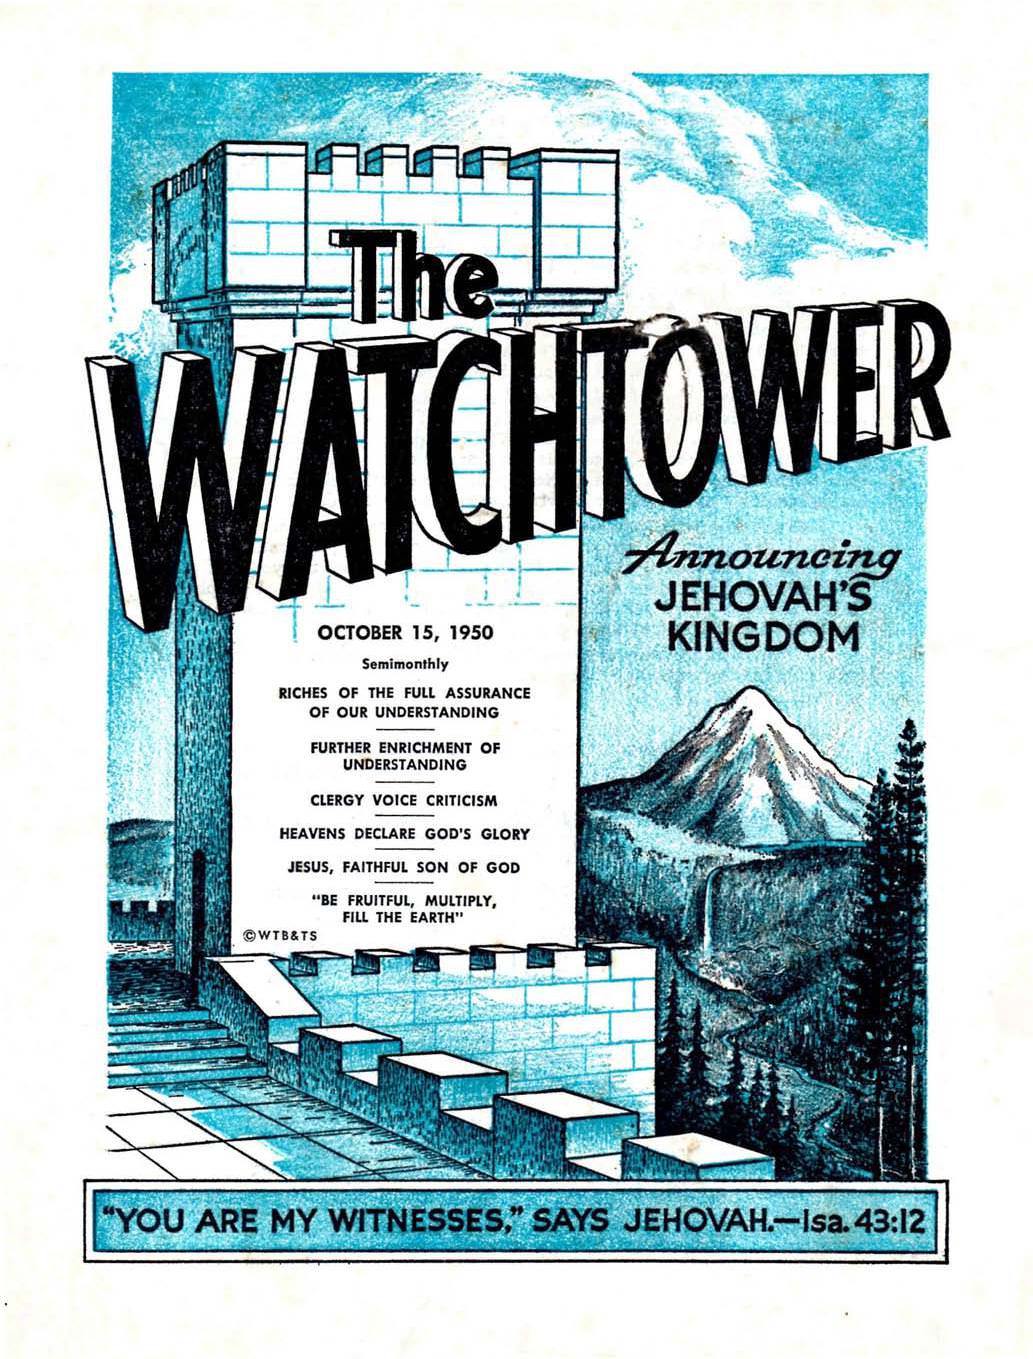 The
WATCHTOWER
Announcing
JEHOVAH'S
KINGDOM
OCTOBER 15, 1950
Semimonthly
RICHES OF THE FULL ASSURANCE
OF OUR UNDERSTANDING
FURTHER ENRICHMENT OF
UNDERSTANDING
CLERGY VOICE CRITICISM
HEAVENS DECLARE GOD'S GLORY
JESUS, FAITHFUL SON OF GOD
"BE FRUITFUL, MULTIPLY,
FILL THE EARTH"
©WTB&TS
"YOU ARE MY WITNESSES," SAYS JEHOVAH.—Isa. 43:12